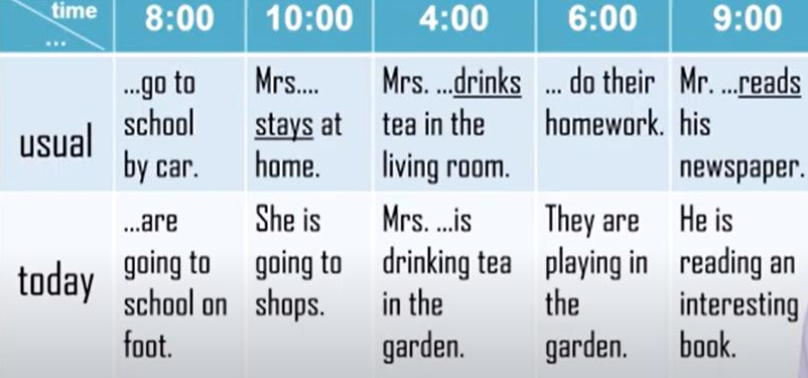 time
...
8:00
10:00
4:00
6:00
9:00
usual
...go to
school
by car.
Mrs....
stays at
home.
Mrs. ...drinks
tea in the
living room.
... do their
homework.
Mr. ...reads
his
newspaper.
today
...are
going to
school on
foot.
She is
going to
shops.
Mrs. ...is
drinking tea
in the
garden.
They are
playing in
the
garden.
He is
reading an
interesting
book.